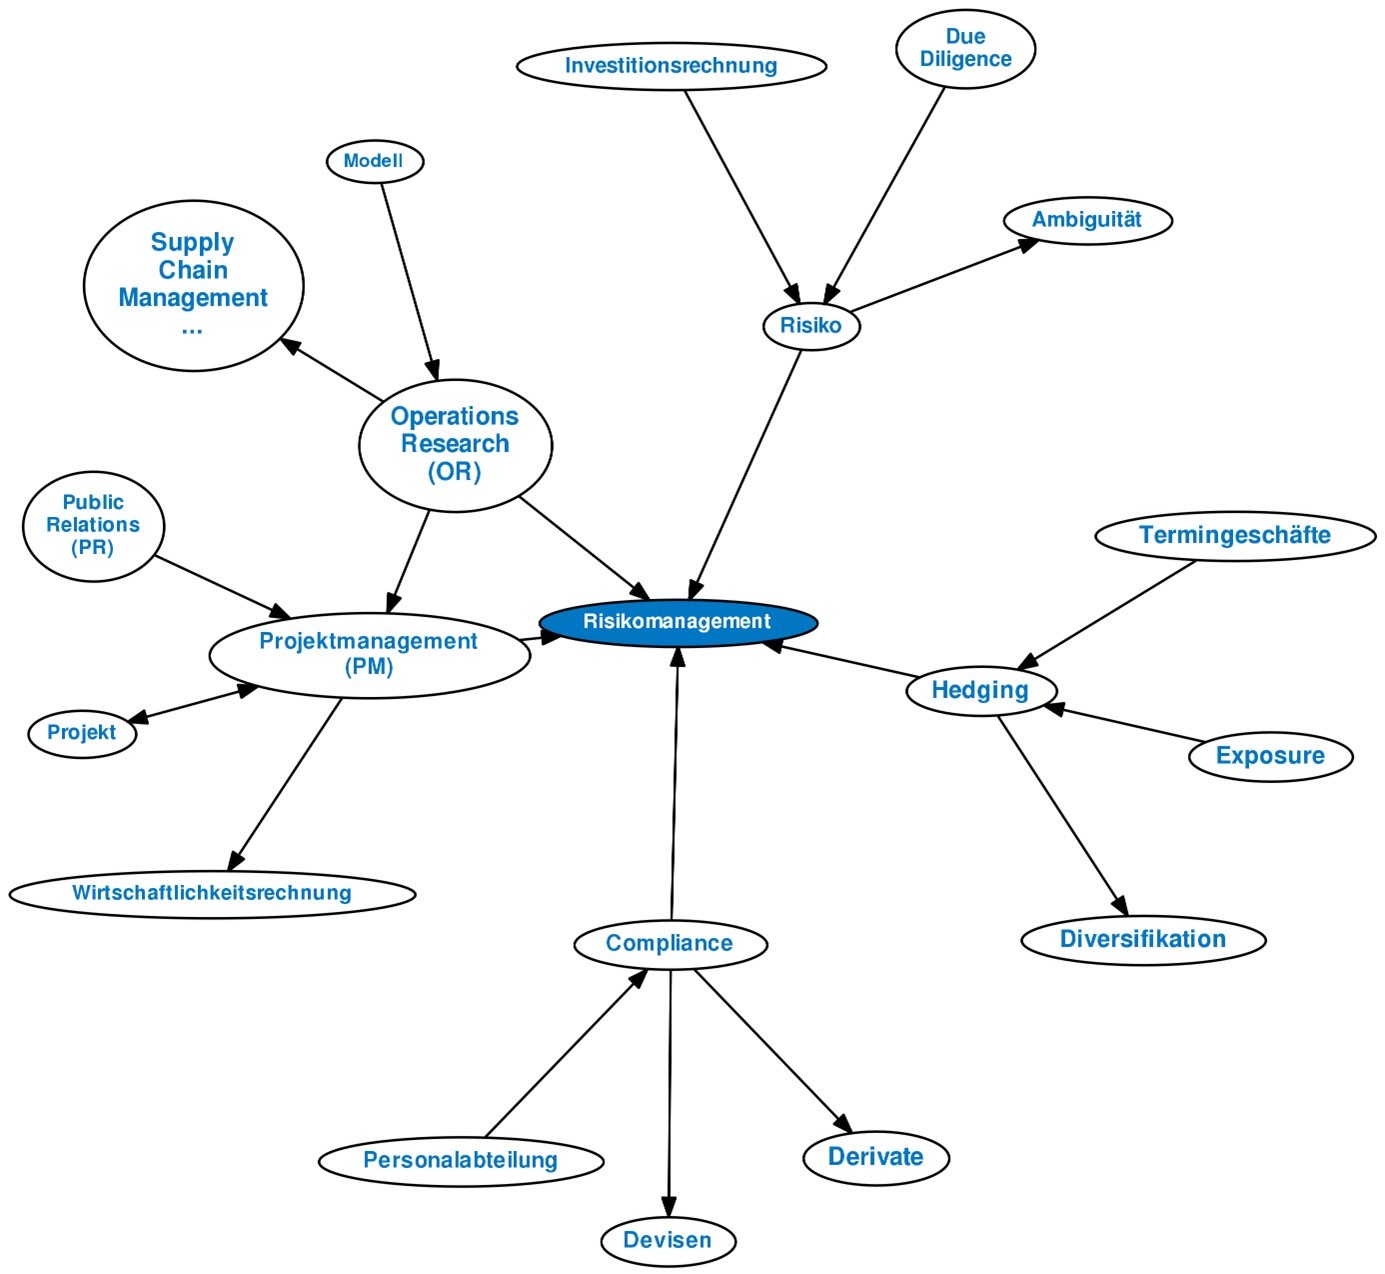 Due
Diligence
Investitionsrechnung
Modell
Ambiguität
Supply
Chain
Management
...
Risiko
Operations
Research
(OR)
Public
Relations
(PR)
Termingeschäfte
Risikomanagement
Projektmanagement
(PM)
Hedging
Projekt
Exposure
Wirtschaftlichkeitsrechnung
Compliance
Diversifikation
Personalabteilung
Derivate
Devisen